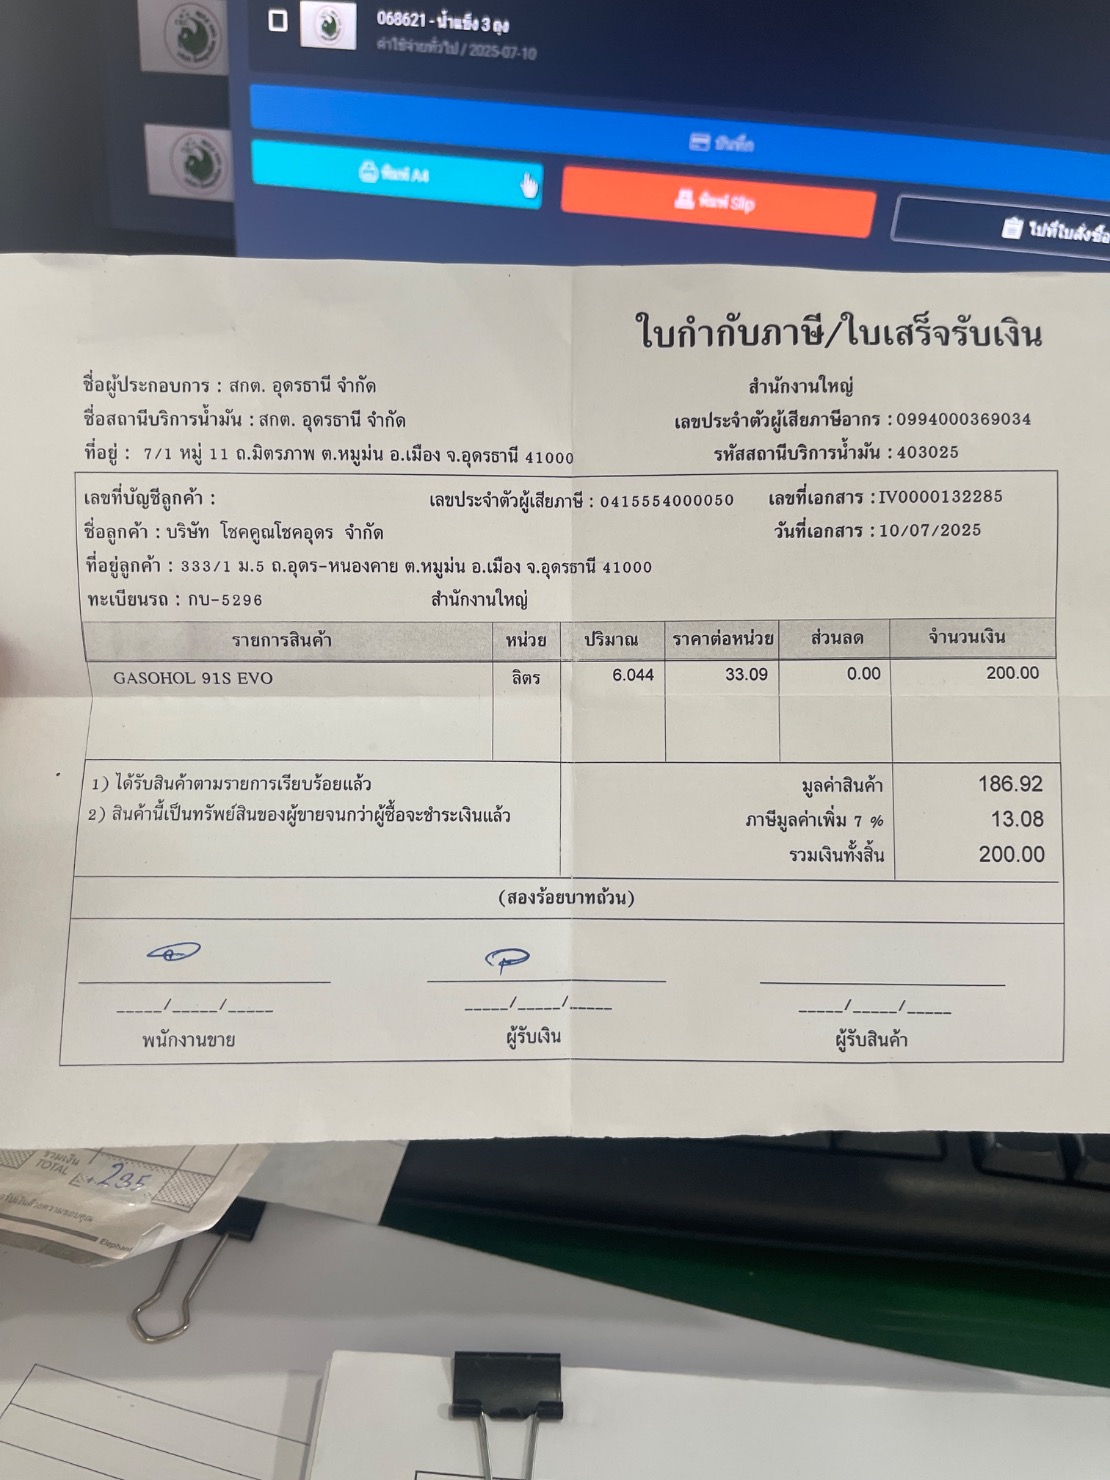 068621 - น้ำแข็ง 3 ถุง
ค่าใช้จ่ายทั่วไป / 2025-07-10
บันทึก
พิมพ์ A4
พิมพ์ Slip
ไปที่ใบสั่งซื้อ
ใบกำกับภาษี/ใบเสร็จรับเงิน
ชื่อผู้ประกอบการ : สกต. อุดรธานี จำกัด
สำนักงานใหญ่
ชื่อสถานีบริการน้ำมัน : สกต. อุดรธานี จำกัด
เลขประจำตัวผู้เสียภาษีอากร : 0994000369034
ที่อยู่ : 7/1 หมู่ 11 ถ.มิตรภาพ ต.หมูม่น อ.เมือง จ.อุดรธานี 41000
รหัสสถานีบริการน้ำมัน : 403025
เลขที่บัญชีลูกค้า : เลขประจำตัวผู้เสียภาษี : 0415554000050 เลขที่เอกสาร : IV0000132285
ชื่อลูกค้า : บริษัท โชคคูณโชคอุดร จำกัด วันที่เอกสาร : 10/07/2025
ที่อยู่ลูกค้า : 333/1 ม.5 ถ.อุดร-หนองคาย ต.หมูม่น อ.เมือง จ.อุดรธานี 41000
ทะเบียนรถ : กบ-5296 สำนักงานใหญ่
รายการสินค้า หน่วย ปริมาณ ราคาต่อหน่วย ส่วนลด จำนวนเงิน
GASOHOL 91S EVO ลิตร 6.044 33.09 0.00 200.00
1) ได้รับสินค้าตามรายการเรียบร้อยแล้ว มูลค่าสินค้า 186.92
2) สินค้านี้เป็นทรัพย์สินของผู้ขายจนกว่าผู้ซื้อจะชำระเงินแล้ว ภาษีมูลค่าเพิ่ม 7 % 13.08
รวมเงินทั้งสิ้น 200.00
(สองร้อยบาทถ้วน)
_____/_____/_____ _____/_____/_____ _____/_____/_____
พนักงานขาย ผู้รับเงิน ผู้รับสินค้า
รวมเงิน
TOTAL
235
Elephant